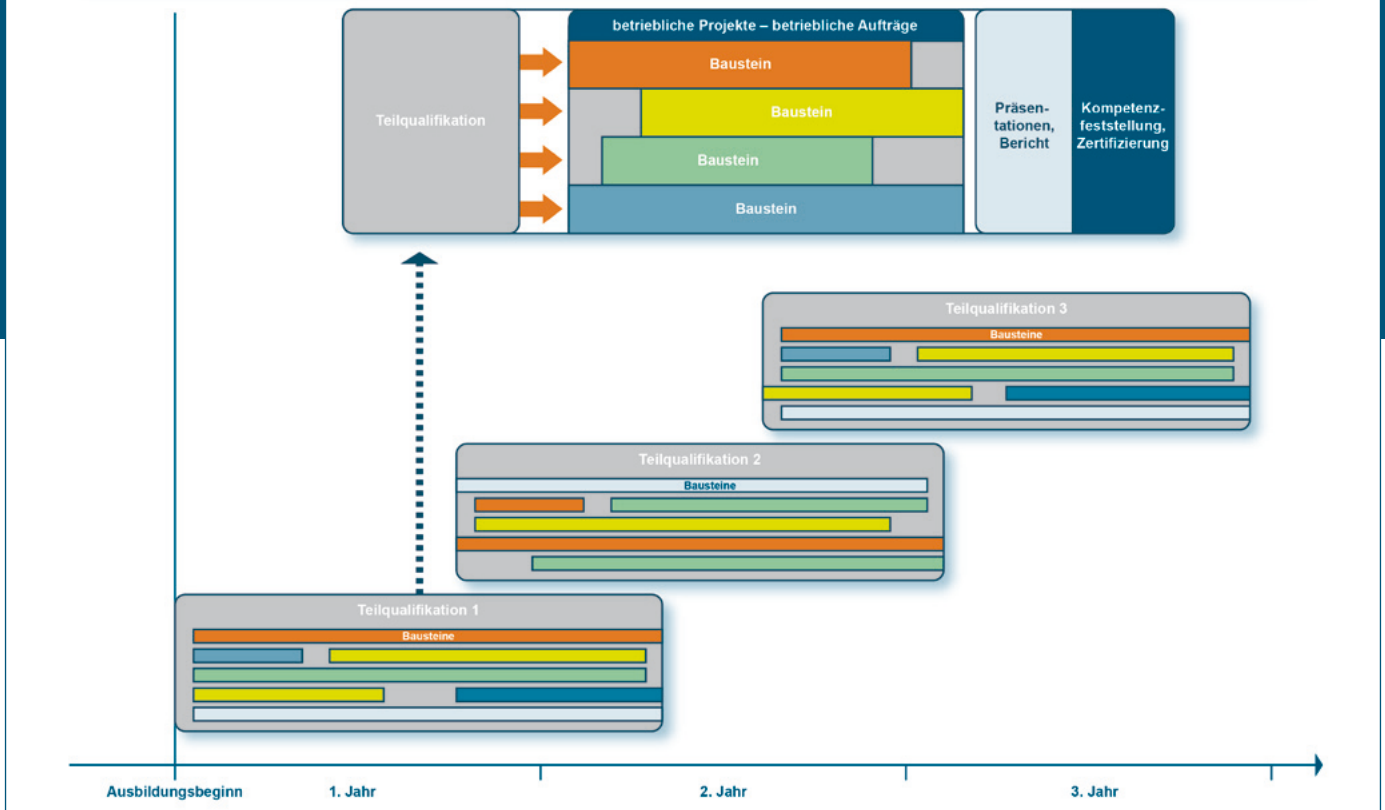 betriebliche Projekte – betriebliche Aufträge
Teilqualifikation
Baustein
Baustein
Baustein
Baustein
Präsen-
tationen,
Bericht
Kompetenz-
feststellung,
Zertifizierung
Teilqualifikation 3
Bausteine
Teilqualifikation 2
Bausteine
Teilqualifikation 1
Bausteine
Ausbildungsbeginn
1. Jahr
2. Jahr
3. Jahr